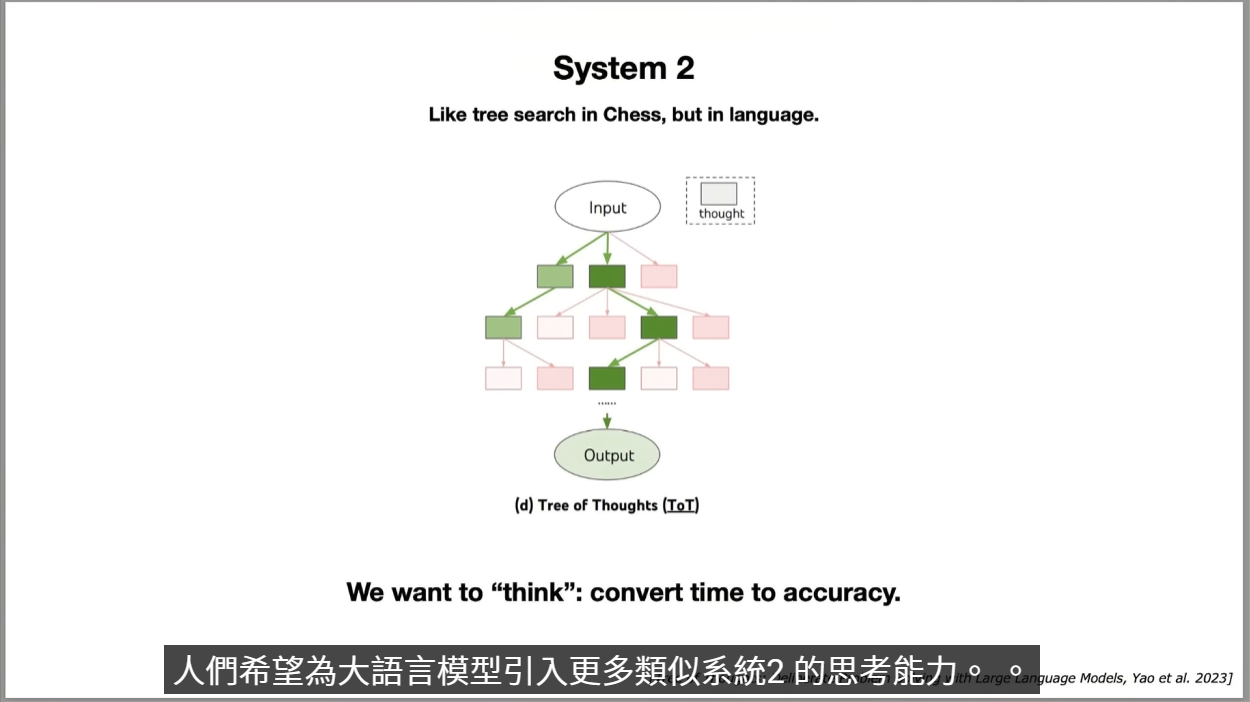 System 2
Like tree search in Chess, but in language.
Input
thought
......
Output
(d) Tree of Thoughts (ToT)
We want to “think”: convert time to accuracy.
人們希望為大語言模型引入更多類似系統2 的思考能力。 。
with Large Language Models, Yao et al. 2023]